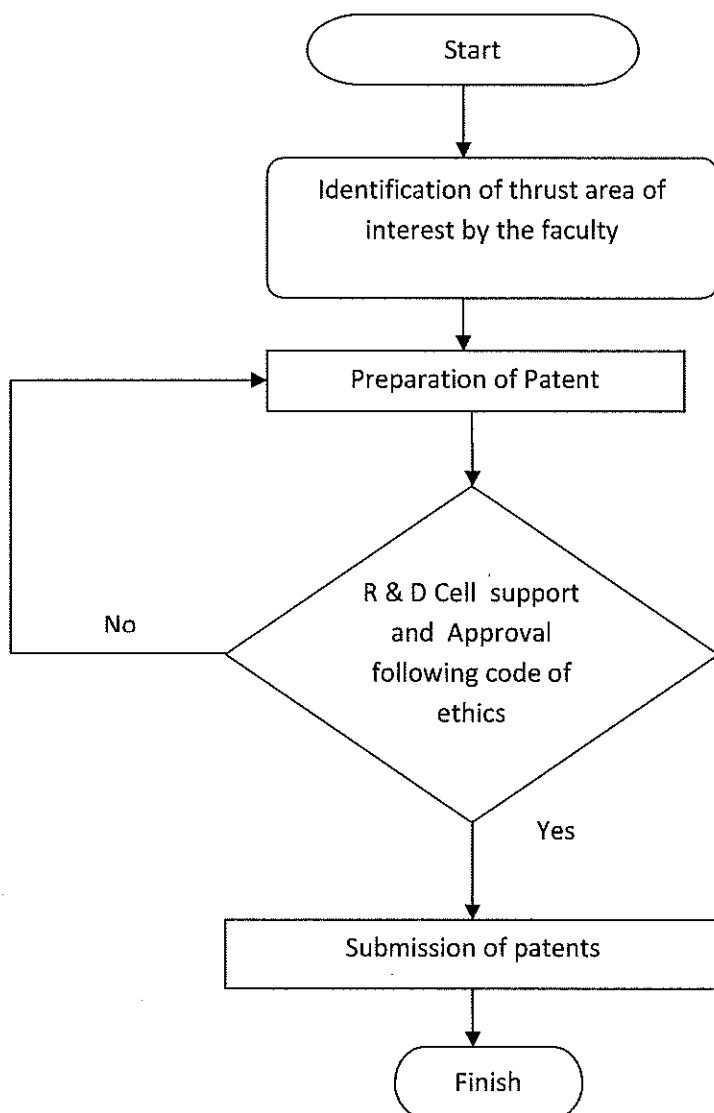 Start
Identification of thrust area of
interest by the faculty
Preparation of Patent
R & D Cell support
and Approval
following code of
ethics
No
Yes
Submission of patents
Finish